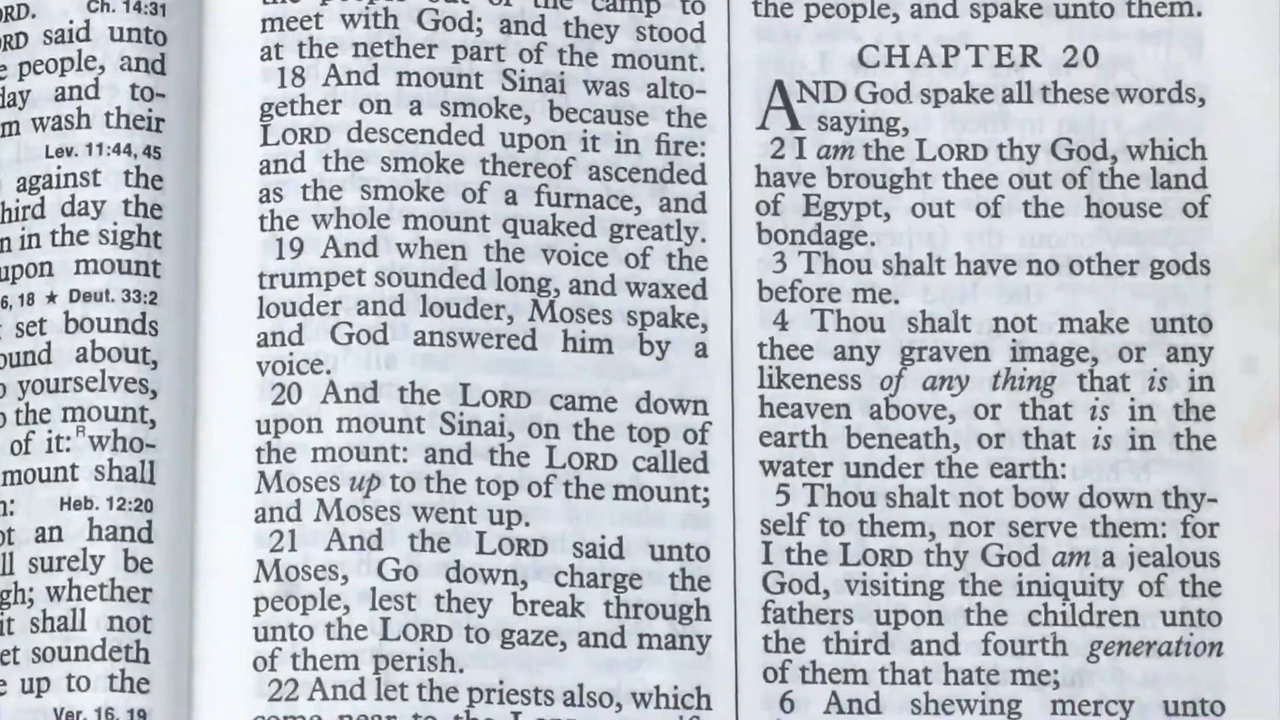 ORD. Ch. 14:31
ORD said unto
people, and
day and to-
wash their
Lev. 11:44, 45
against the
third day the
in the sight
upon mount
6, 18 ★ Deut. 33:2
set bounds
about,
yourselves,
the mount,
of it: ᴿwho-
mount shall
Heb. 12:20
an hand
surely be
whether
it shall not
soundeth
up to the
Ver. 16, 19
the people out of the camp to
meet with God; and they stood
at the nether part of the mount.
18 And mount Sinai was alto-
gether on a smoke, because the
LORD descended upon it in fire:
and the smoke thereof ascended
as the smoke of a furnace, and
the whole mount quaked greatly.
19 And when the voice of the
trumpet sounded long, and waxed
louder and louder, Moses spake,
and God answered him by a
voice.
20 And the LORD came down
upon mount Sinai, on the top of
the mount: and the LORD called
Moses up to the top of the mount;
and Moses went up.
21 And the LORD said unto
Moses, Go down, charge the
people, lest they break through
unto the LORD to gaze, and many
of them perish.
22 And let the priests also, which
come near to the LORD,
the people, and spake unto them.
CHAPTER 20
AND God spake all these words,
saying,
2 I am the LORD thy God, which
have brought thee out of the land
of Egypt, out of the house of
bondage.
3 Thou shalt have no other gods
before me.
4 Thou shalt not make unto
thee any graven image, or any
likeness of any thing that is in
heaven above, or that is in the
earth beneath, or that is in the
water under the earth:
5 Thou shalt not bow down thy-
self to them, nor serve them: for
I the LORD thy God am a jealous
God, visiting the iniquity of the
fathers upon the children unto
the third and fourth generation
of them that hate me;
6 And shewing mercy unto